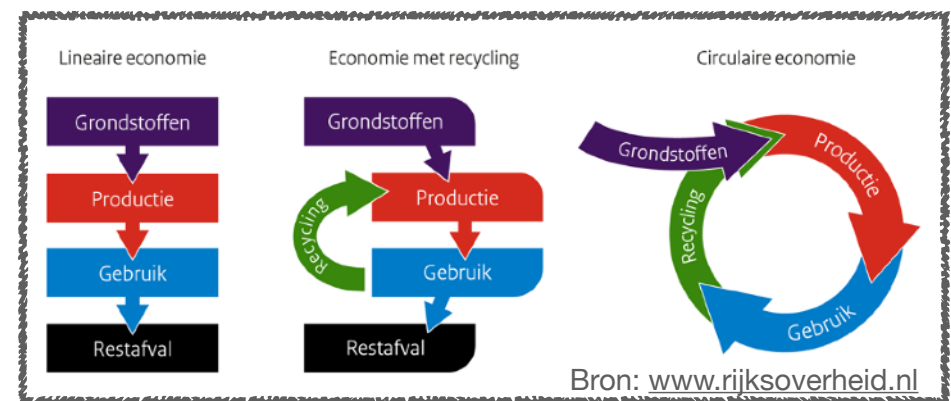 Lineaire economie
Grondstoffen
Productie
Gebruik
Restafval
Economie met recycling
Grondstoffen
Productie
Recycling
Gebruik
Restafval
Circulaire economie
Grondstoffen
Productie
Gebruik
Recycling
Bron: www.rijksoverheid.nl